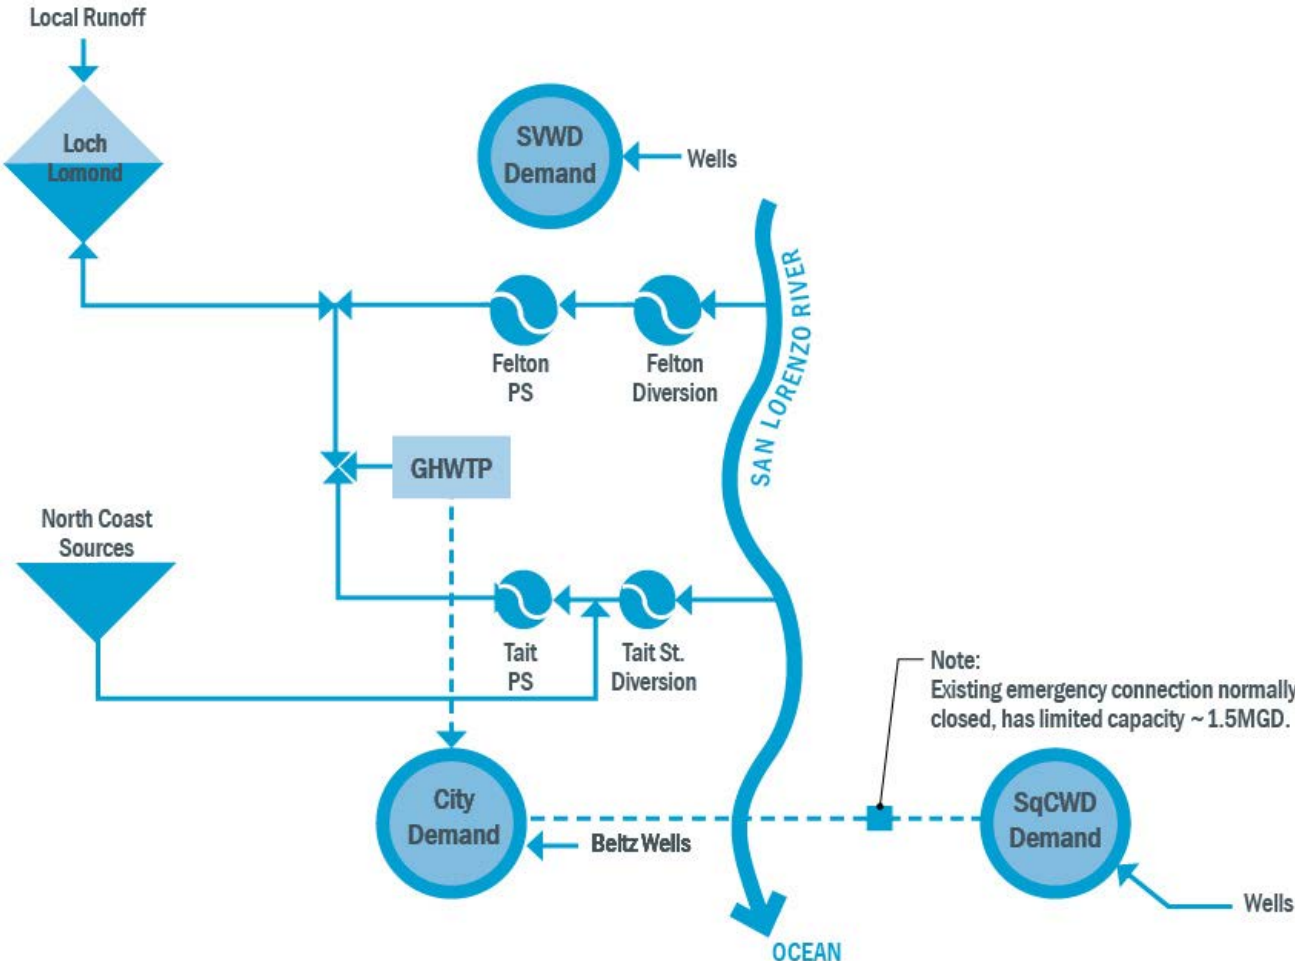 Local Runoff
Loch
Lomond
SVWD
Demand
Wells
SAN LORENZO RIVER
Felton
PS
Felton
Diversion
GHWTP
North Coast
Sources
Tait
PS
Tait St.
Diversion
Note:
Existing emergency connection normally
closed, has limited capacity ~ 1.5MGD.
City
Demand
Beltz Wells
SqCWD
Demand
Wells
OCEAN